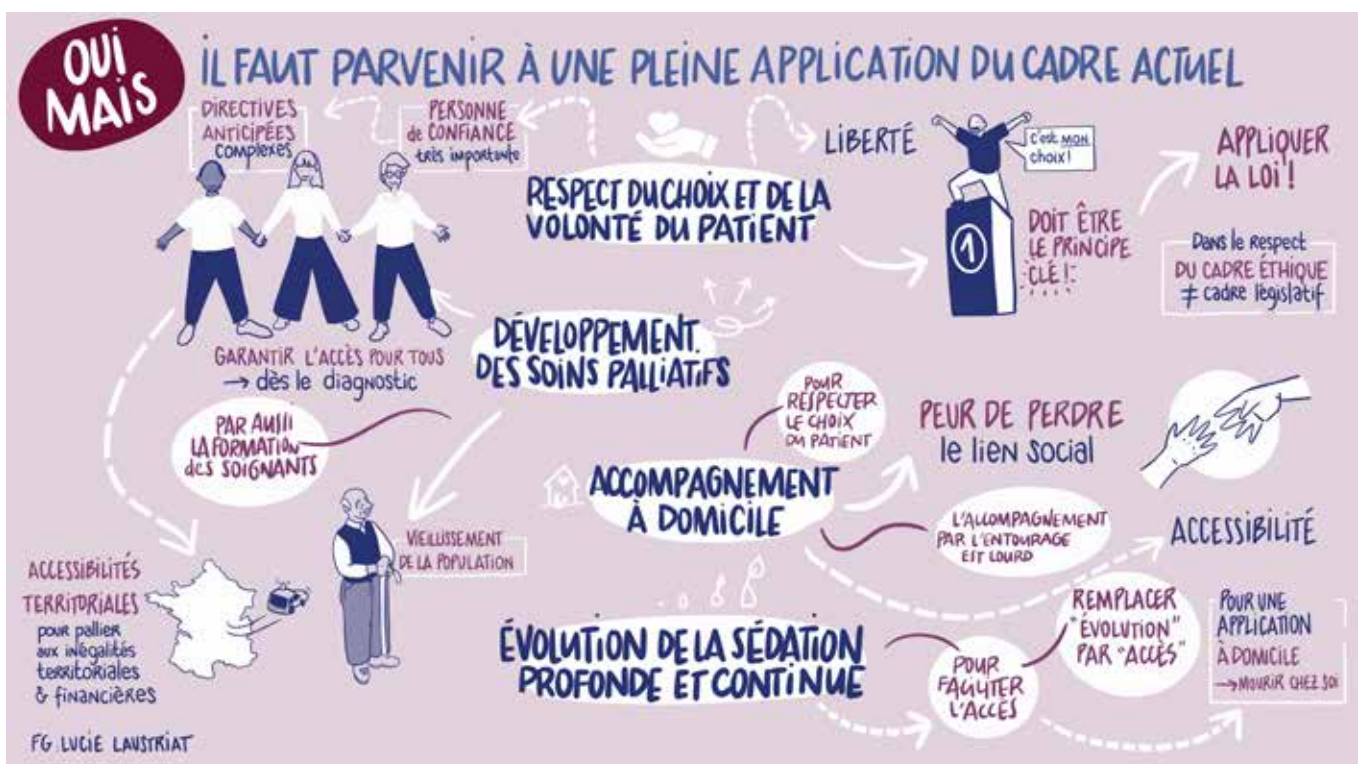 OUI
MAIS
IL FAUT PARVENIR À UNE PLEINE APPLICATION DU CADRE ACTUEL
DIRECTIVES
ANTICIPÉES
complexes
PERSONNE
de CONFIANCE
très importante
RESPECT DU CHOIX ET DE LA
VOLONTÉ DU PATIENT
LIBERTÉ
c'est MON
choix!
1
DOIT ÊTRE
LE PRINCIPE
CLÉ!
APPLIQUER
LA LOI!
Dans le respect
DU CADRE ÉTHIQUE
≠ cadre législatif
DÉVELOPPEMENT
DES SOINS PALLIATIFS
GARANTIR L'ACCÈS POUR TOUS
→ dès le diagnostic
PAR AUSSI
LA FORMATION
des SOIGNANTS
VIEILLISSEMENT
DE LA POPULATION
ACCESSIBILITÉS
TERRITORIALES
pour pallier
aux inégalités
territoriales
& financières
ACCOMPAGNEMENT
À DOMICILE
POUR
RESPECTER
LE CHOIX
DU PATIENT
PEUR DE PERDRE
le lien social
L'ACCOMPAGNEMENT
PAR L'ENTOURAGE
EST LOURD
ACCESSIBILITÉ
ÉVOLUTION DE LA SÉDATION
PROFONDE ET CONTINUE
POUR
FACILITER
L'ACCÈS
REMPLACER
"ÉVOLUTION"
PAR "ACCÈS"
POUR UNE
APPLICATION
À DOMICILE
→ MOURIR CHEZ SOI
FG LUCIE LAUSTRIAT